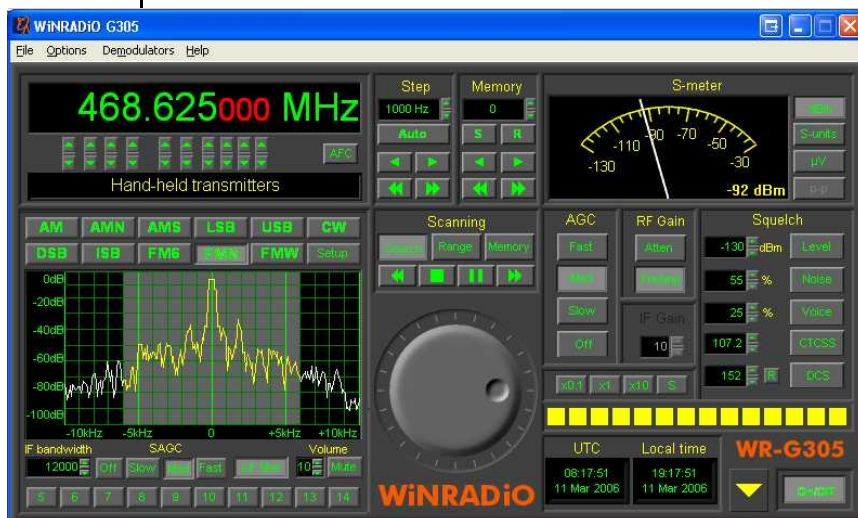 WiNRADiO G305
File Options Demodulators Help
468.625000 MHz
AFC
Hand-held transmitters
Step
1000 Hz
Auto
Memory
0
S R
S-meter
-130 -110 -90 -70 -50 -30
-92 dBm
dBm
S-units
µV
p-p
AM AMN AMS LSB USB CW
DSB ISB FM6 FMN FMW Setup
0dB
-20dB
-40dB
-60dB
-80dB
-100dB
-10kHz -5kHz 0 +5kHz +10kHz
IF bandwidth SAGC Volume
12000 Off Slow Med Fast 10 Mute
5 6 7 8 9 10 11 12 13 14
Scanning
Search Range Memory
WiNRADiO
AGC
Fast
Med
Slow
Off
RF Gain
Atten
Preamp
IF Gain
10
Squelch
-130 dBm Level
55 % Noise
25 % Voice
107.2 CTCSS
152 R DCS
x0.1 x1 x10 S
UTC Local time
08:17:51 19:17:51
11 Mar 2006 11 Mar 2006
WR-G305
On/Off